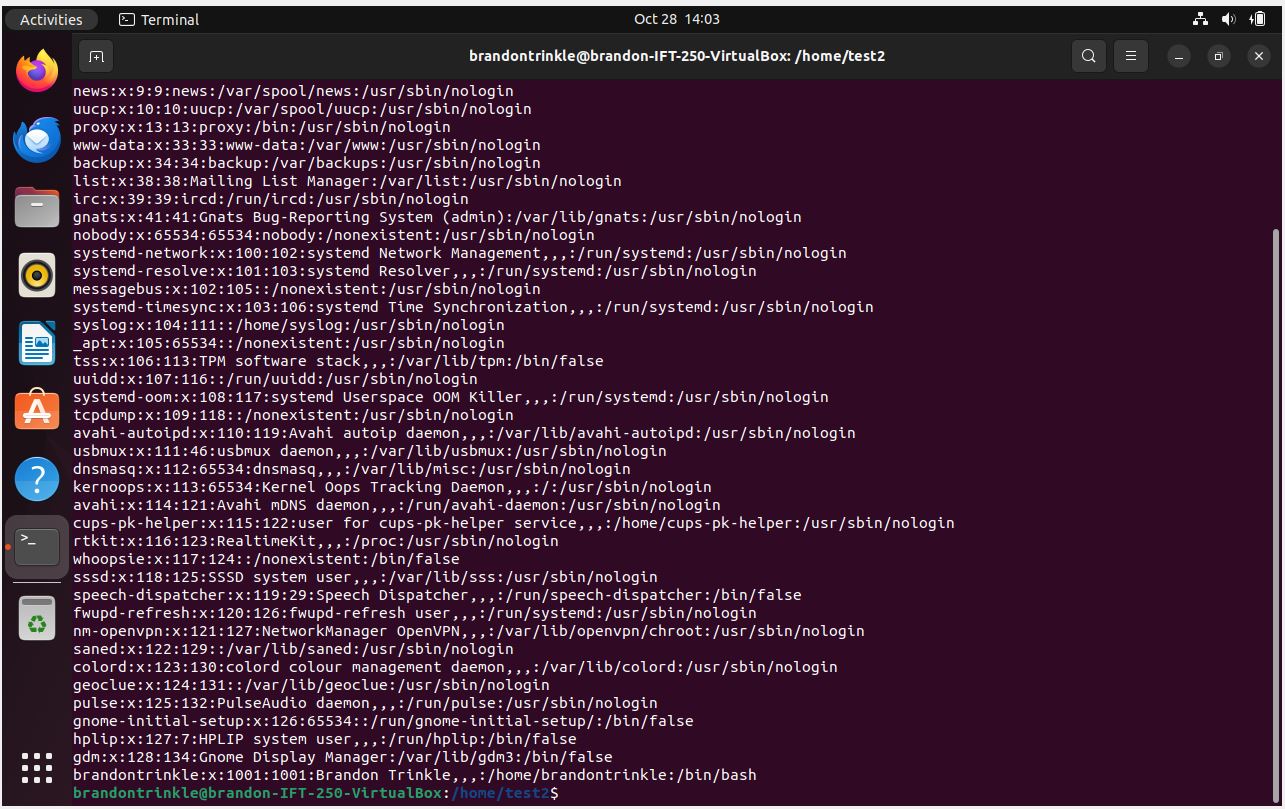 Activities
Terminal
Oct 28 14:03
brandontrinkle@brandon-IFT-250-VirtualBox: /home/test2
news:x:9:9:news:/var/spool/news:/usr/sbin/nologin
uucp:x:10:10:uucp:/var/spool/uucp:/usr/sbin/nologin
proxy:x:13:13:proxy:/bin:/usr/sbin/nologin
www-data:x:33:33:www-data:/var/www:/usr/sbin/nologin
backup:x:34:34:backup:/var/backups:/usr/sbin/nologin
list:x:38:38:Mailing List Manager:/var/list:/usr/sbin/nologin
irc:x:39:39:ircd:/run/ircd:/usr/sbin/nologin
gnats:x:41:41:Gnats Bug-Reporting System (admin):/var/lib/gnats:/usr/sbin/nologin
nobody:x:65534:65534:nobody:/nonexistent:/usr/sbin/nologin
systemd-network:x:100:102:systemd Network Management,,,:/run/systemd:/usr/sbin/nologin
systemd-resolve:x:101:103:systemd Resolver,,,:/run/systemd:/usr/sbin/nologin
messagebus:x:102:105::/nonexistent:/usr/sbin/nologin
systemd-timesync:x:103:106:systemd Time Synchronization,,,:/run/systemd:/usr/sbin/nologin
syslog:x:104:111::/home/syslog:/usr/sbin/nologin
_apt:x:105:65534::/nonexistent:/usr/sbin/nologin
tss:x:106:113:TPM software stack,,,:/var/lib/tpm:/bin/false
uuidd:x:107:116::/run/uuidd:/usr/sbin/nologin
systemd-oom:x:108:117:systemd Userspace OOM Killer,,,:/run/systemd:/usr/sbin/nologin
tcpdump:x:109:118::/nonexistent:/usr/sbin/nologin
avahi-autoipd:x:110:119:Avahi autoip daemon,,,:/var/lib/avahi-autoipd:/usr/sbin/nologin
usbmux:x:111:46:usbmux daemon,,,:/var/lib/usbmux:/usr/sbin/nologin
dnsmasq:x:112:65534:dnsmasq,,,:/var/lib/misc:/usr/sbin/nologin
kernoops:x:113:65534:Kernel Oops Tracking Daemon,,,:/:/usr/sbin/nologin
avahi:x:114:121:Avahi mDNS daemon,,,:/run/avahi-daemon:/usr/sbin/nologin
cups-pk-helper:x:115:122:user for cups-pk-helper service,,,:/home/cups-pk-helper:/usr/sbin/nologin
rtkit:x:116:123:RealtimeKit,,,:/proc:/usr/sbin/nologin
whoopsie:x:117:124::/nonexistent:/bin/false
sssd:x:118:125:SSSD system user,,,:/var/lib/sss:/usr/sbin/nologin
speech-dispatcher:x:119:29:Speech Dispatcher,,,:/run/speech-dispatcher:/bin/false
fwupd-refresh:x:120:126:fwupd-refresh user,,,:/run/systemd:/usr/sbin/nologin
nm-openvpn:x:121:127:NetworkManager OpenVPN,,,:/var/lib/openvpn/chroot:/usr/sbin/nologin
saned:x:122:129::/var/lib/saned:/usr/sbin/nologin
colord:x:123:130:colord colour management daemon,,,:/var/lib/colord:/usr/sbin/nologin
geoclue:x:124:131::/var/lib/geoclue:/usr/sbin/nologin
pulse:x:125:132:PulseAudio daemon,,,:/run/pulse:/usr/sbin/nologin
gnome-initial-setup:x:126:65534::/run/gnome-initial-setup/:/bin/false
hplip:x:127:7:HPLIP system user,,,:/run/hplip:/bin/false
gdm:x:128:134:Gnome Display Manager:/var/lib/gdm3:/bin/false
brandontrinkle:x:1001:1001:Brandon Trinkle,,,:/home/brandontrinkle:/bin/bash
brandontrinkle@brandon-IFT-250-VirtualBox:/home/test2$